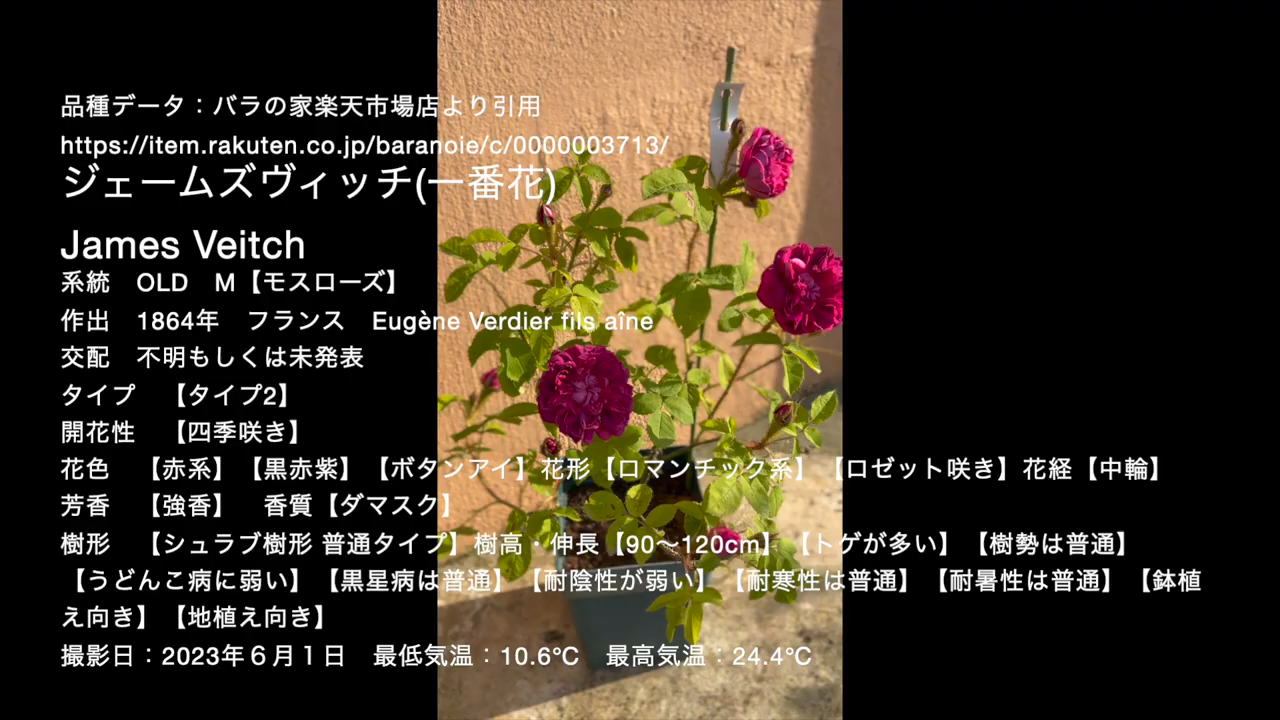 品種データ：バラの家楽天市場店より引用
https://item.rakuten.co.jp/baranoie/c/0000003713/
ジェームズヴィッチ(一番花)
James Veitch
系統　OLD　M【モスローズ】
作出　1864年　フランス　Eugène Verdier fils aîne
交配　不明もしくは未発表
タイプ　【タイプ2】
開花性　【四季咲き】
花色　【赤系】【黒赤紫】【ボタンアイ】花形【ロマンチック系】【ロゼット咲き】花経【中輪】
芳香　【強香】　香質【ダマスク】
樹形　【シュラブ樹形 普通タイプ】樹高・伸長【90〜120cm】【トゲが多い】【樹勢は普通】
【うどんこ病に弱い】【黒星病は普通】【耐陰性が弱い】【耐寒性は普通】【耐暑性は普通】【鉢植
え向き】【地植え向き】
撮影日：2023年６月１日　最低気温：10.6℃　最高気温：24.4℃